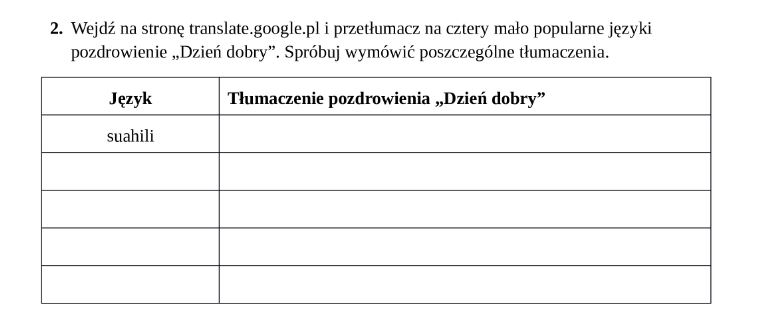 2. Wejdź na stronę translate.google.pl i przetłumacz na cztery mało popularne języki
pozdrowienie „Dzień dobry”. Spróbuj wymówić poszczególne tłumaczenia.
Język Tłumaczenie pozdrowienia „Dzień dobry”
suahili